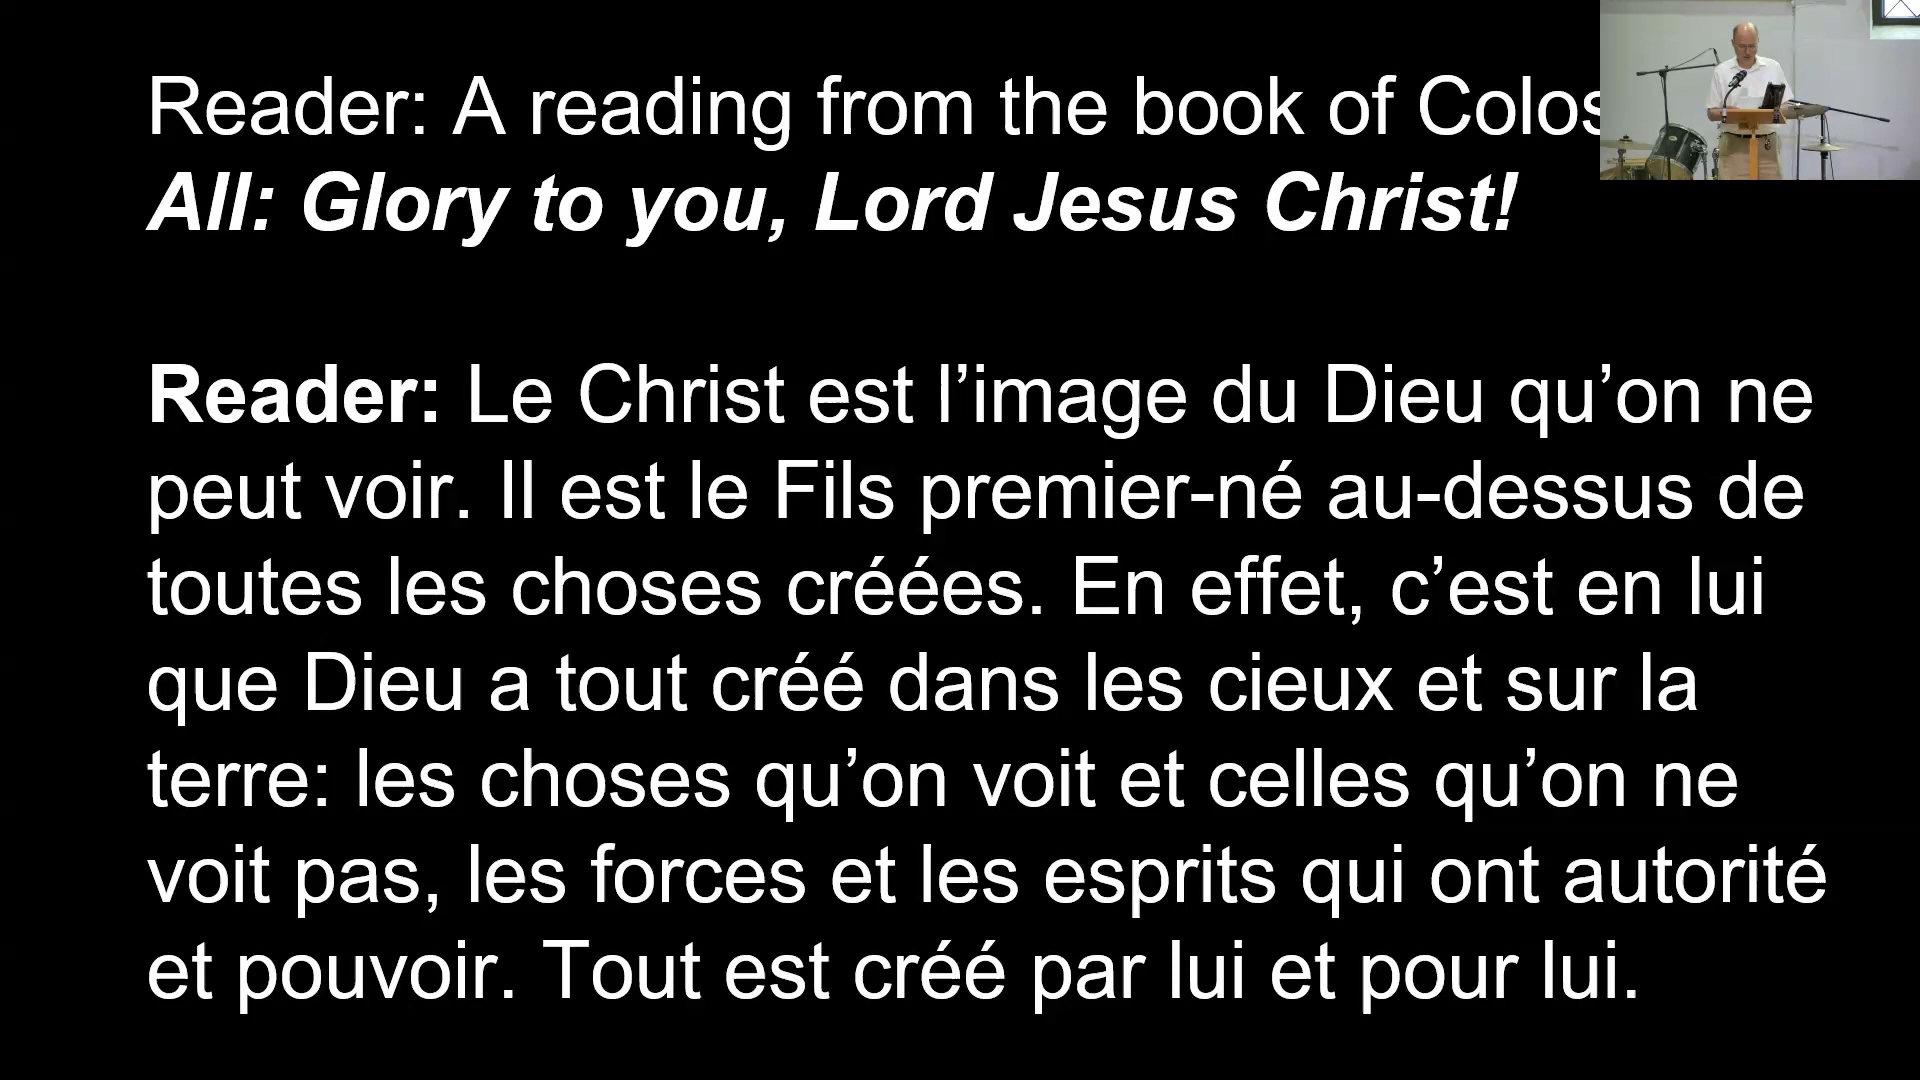 Reader: A reading from the book of Colos
All: Glory to you, Lord Jesus Christ!
Reader: Le Christ est l’image du Dieu qu’on ne
peut voir. Il est le Fils premier-né au-dessus de
toutes les choses créées. En effet, c’est en lui
que Dieu a tout créé dans les cieux et sur la
terre: les choses qu’on voit et celles qu’on ne
voit pas, les forces et les esprits qui ont autorité
et pouvoir. Tout est créé par lui et pour lui.